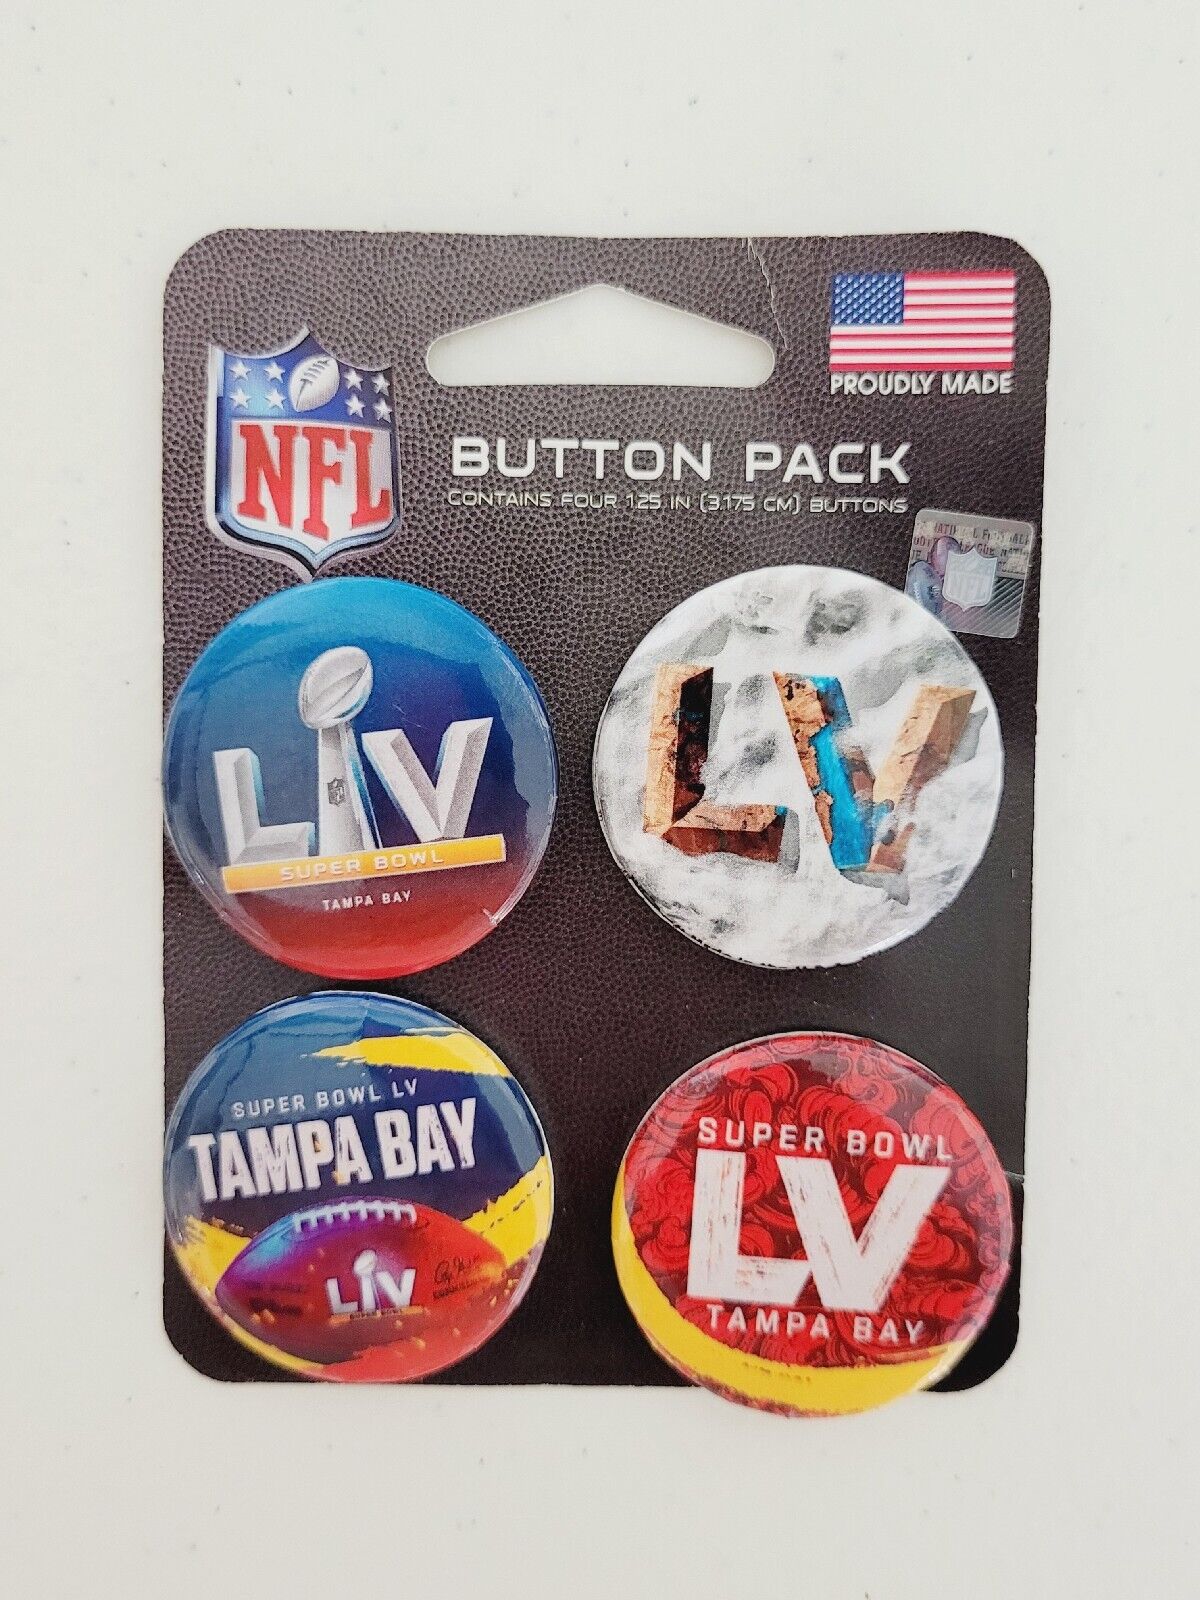 PROUDLY MADE
NFL
BUTTON PACK
CONTAINS FOUR 1.25 IN (3.175 CM) BUTTONS
NFL
LV
SUPER BOWL
TAMPA BAY
LV
SUPER BOWL LV
TAMPA BAY
LV
SUPER BOWL
LV
TAMPA BAY